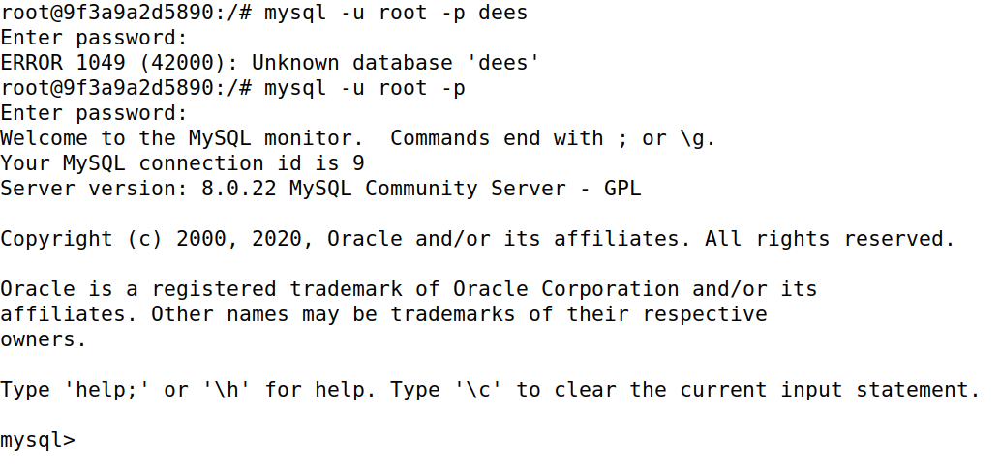 root@9f3a9a2d5890:/# mysql -u root -p dees
Enter password:
ERROR 1049 (42000): Unknown database 'dees'
root@9f3a9a2d5890:/# mysql -u root -p
Enter password:
Welcome to the MySQL monitor.  Commands end with ; or \g.
Your MySQL connection id is 9
Server version: 8.0.22 MySQL Community Server - GPL

Copyright (c) 2000, 2020, Oracle and/or its affiliates. All rights reserved.

Oracle is a registered trademark of Oracle Corporation and/or its
affiliates. Other names may be trademarks of their respective
owners.

Type 'help;' or '\h' for help. Type '\c' to clear the current input statement.

mysql>